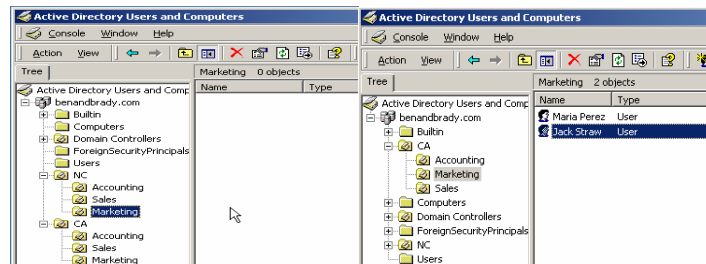 Active Directory Users and Computers
Console Window Help
Action View
Tree
Marketing 0 objects
Name Type
Active Directory Users and Comp
benandbrady.com
Builtin
Computers
Domain Controllers
ForeignSecurityPrincipals
Users
NC
Accounting
Sales
Marketing
CA
Accounting
Sales
Marketing
Active Directory Users and Computers
Console Window Help
Action View
Tree
Marketing 2 objects
Name Type
Active Directory Users and Comp
benandbrady.com
Builtin
CA
Accounting
Marketing
Sales
Computers
Domain Controllers
ForeignSecurityPrincipals
NC
Users
Maria Perez User
Jack Straw User